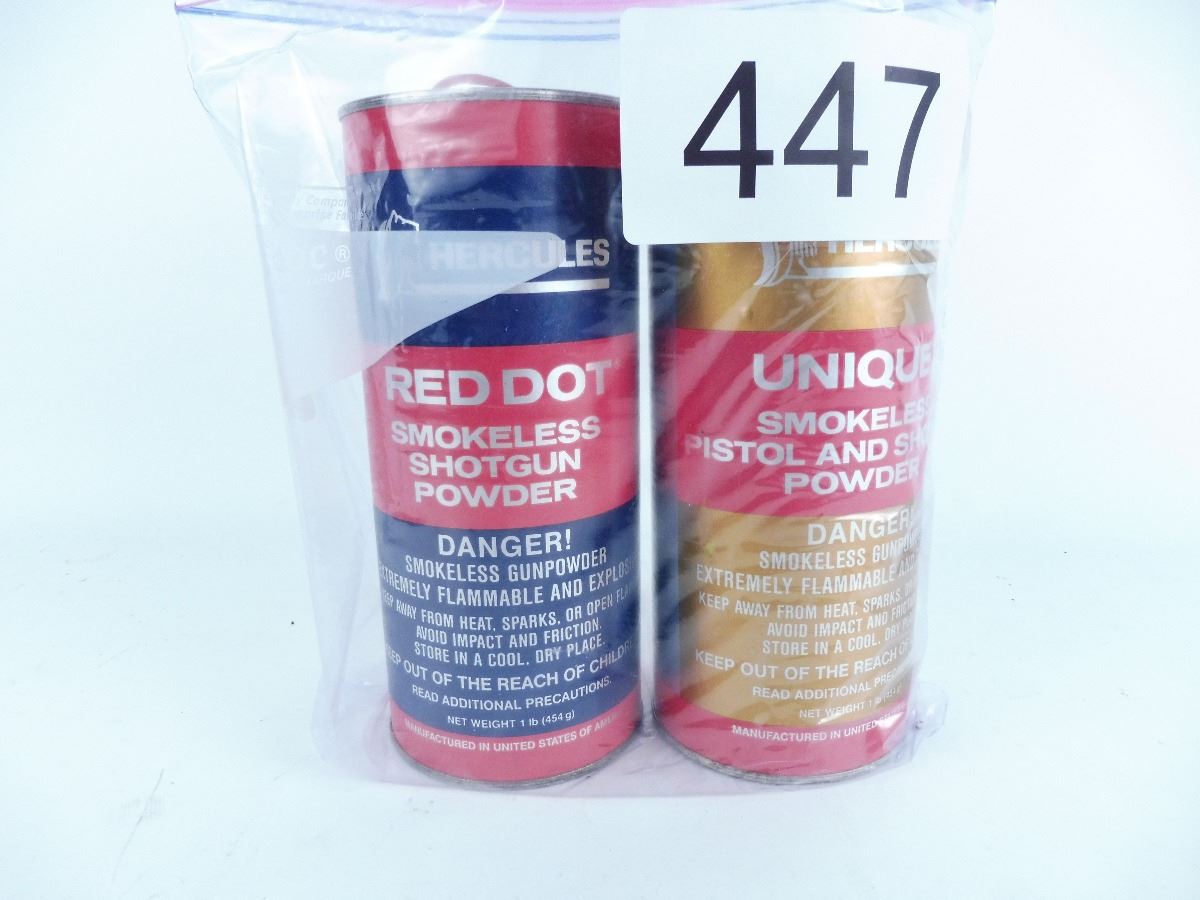 447
HERCULES
RED DOT
SMOKELESS
SHOTGUN
POWDER
DANGER!
SMOKELESS GUNPOWDER
FLAMMABLE AND
AWAY FROM HEAT, SPARKS, OR OPEN
AVOID IMPACT AND FRICTION.
STORE IN A COOL, DRY PLACE.
OUT OF THE REACH OF
READ ADDITIONAL PRECAUTIONS.
NET WEIGHT 1 lb (454 g)
MANUFACTURED IN UNITED STATES OF
UNIQUE
SMOKELESS
PISTOL AND
POWDER
DANGER!
SMOKELESS
EXTREMELY FLAMMABLE AND
KEEP AWAY FROM HEAT, SPARKS,
AVOID IMPACT AND
STORE IN A COOL, DRY
KEEP OUT OF THE REACH OF
READ ADDITIONAL
NET WEIGHT 1 lb (454 g)
MANUFACTURED IN UNITED